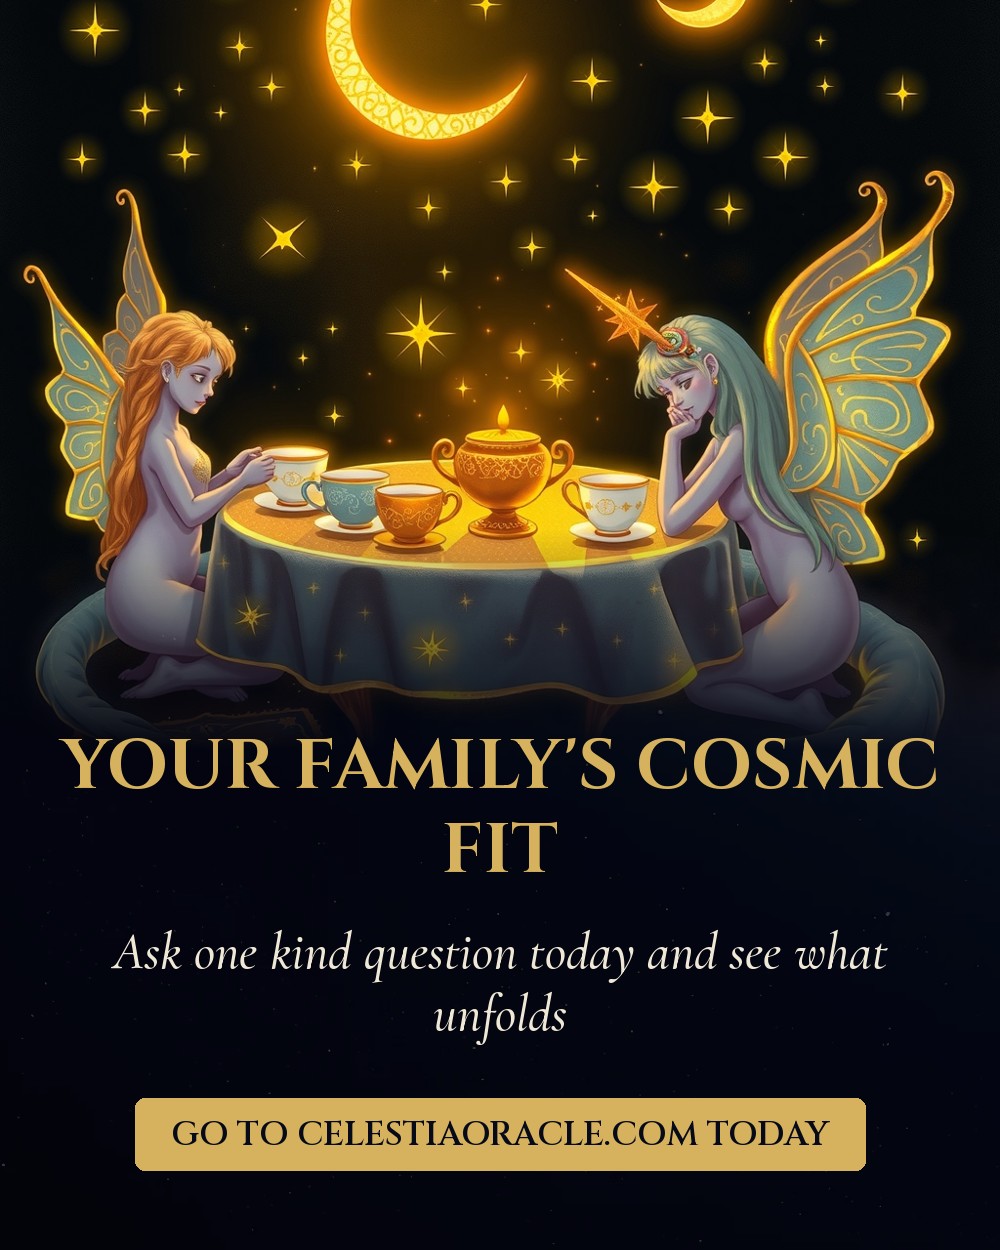 YOUR FAMILY'S COSMIC
FIT
Ask one kind question today and see what
unfolds
GO TO CELESTIAORACLE.COM TODAY